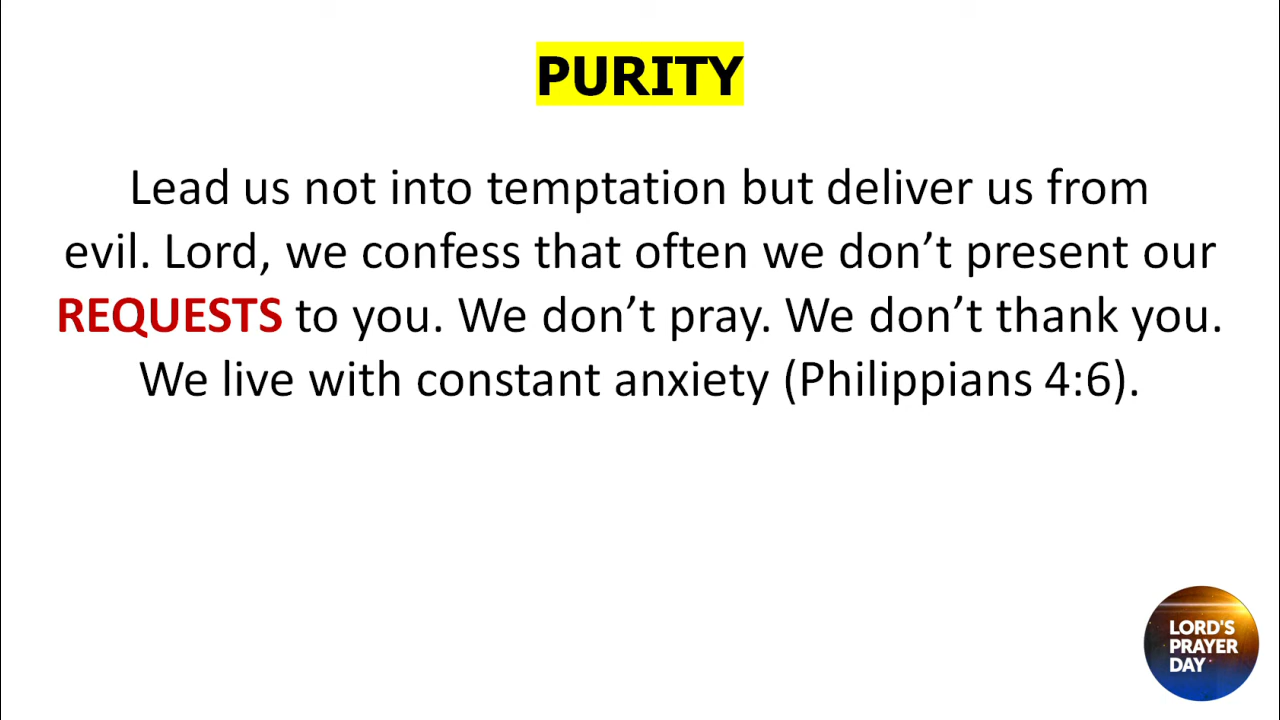 PURITY
Lead us not into temptation but deliver us from
evil. Lord, we confess that often we don’t present our
REQUESTS to you. We don’t pray. We don’t thank you.
We live with constant anxiety (Philippians 4:6).
LORD'S
PRAYER
DAY